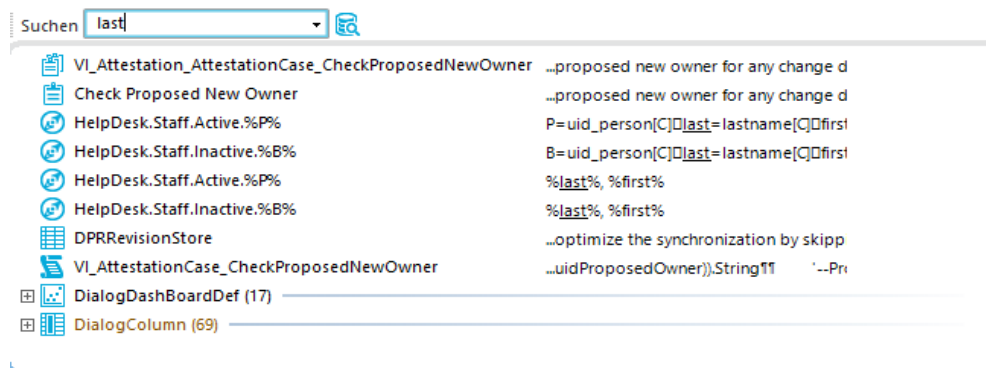 Suchen last
VI_Attestation_AttestationCase_CheckProposedNewOwner ...proposed new owner for any change d
Check Proposed New Owner ...proposed new owner for any change d
HelpDesk.Staff.Active.%P% P=uid_person[C]□last=lastname[C]□first
HelpDesk.Staff.Inactive.%B% B=uid_person[C]□last=lastname[C]□first
HelpDesk.Staff.Active.%P% %last%, %first%
HelpDesk.Staff.Inactive.%B% %last%, %first%
DPRRevisionStore ...optimize the synchronization by skipp
VI_AttestationCase_CheckProposedNewOwner ...uidProposedOwner)).String¶¶ '--Pro
DialogDashBoardDef (17)
DialogColumn (69)